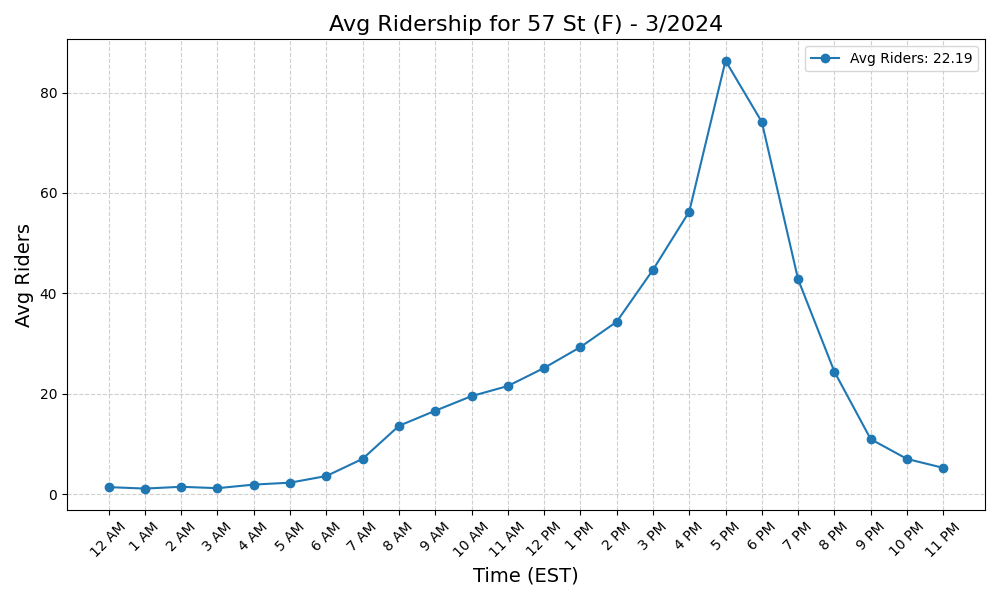 Avg Ridership for 57 St (F) - 3/2024
Avg Riders: 22.19
Avg Riders
80
60
40
20
0
12 AM 1 AM 2 AM 3 AM 4 AM 5 AM 6 AM 7 AM 8 AM 9 AM 10 AM 11 AM 12 PM 1 PM 2 PM 3 PM 4 PM 5 PM 6 PM 7 PM 8 PM 9 PM 10 PM 11 PM
Time (EST)